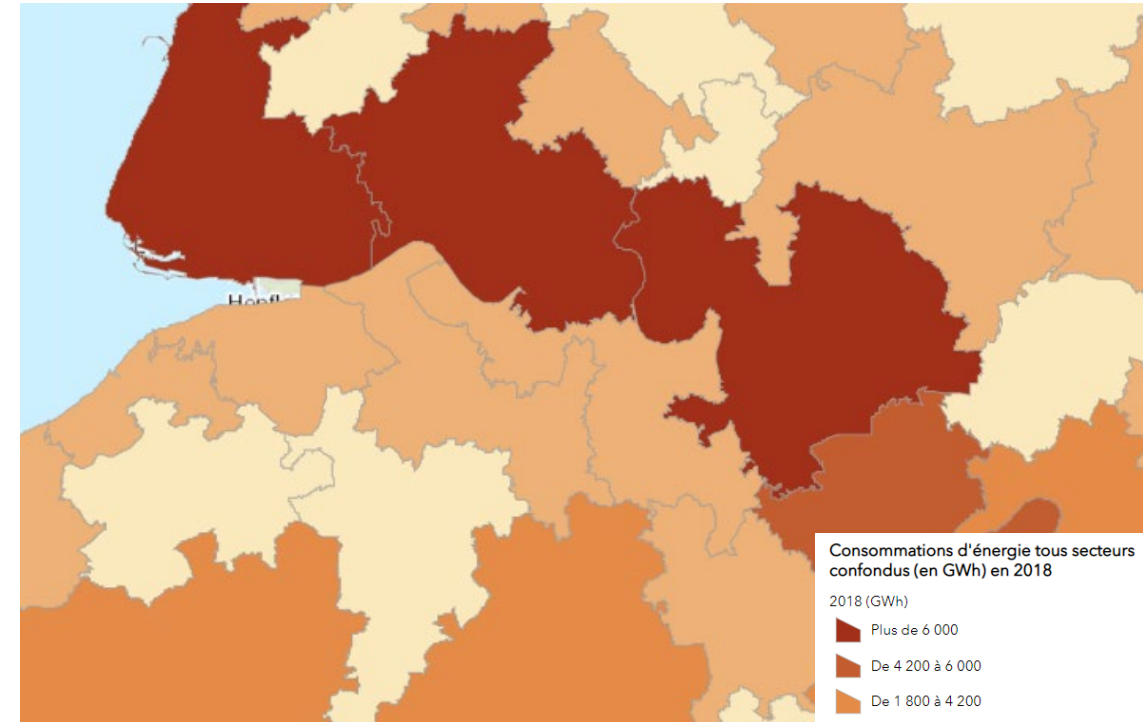 Honfl
Consommations d'énergie tous secteurs
confondus (en GWh) en 2018
2018 (GWh)
Plus de 6 000
De 4 200 à 6 000
De 1 800 à 4 200